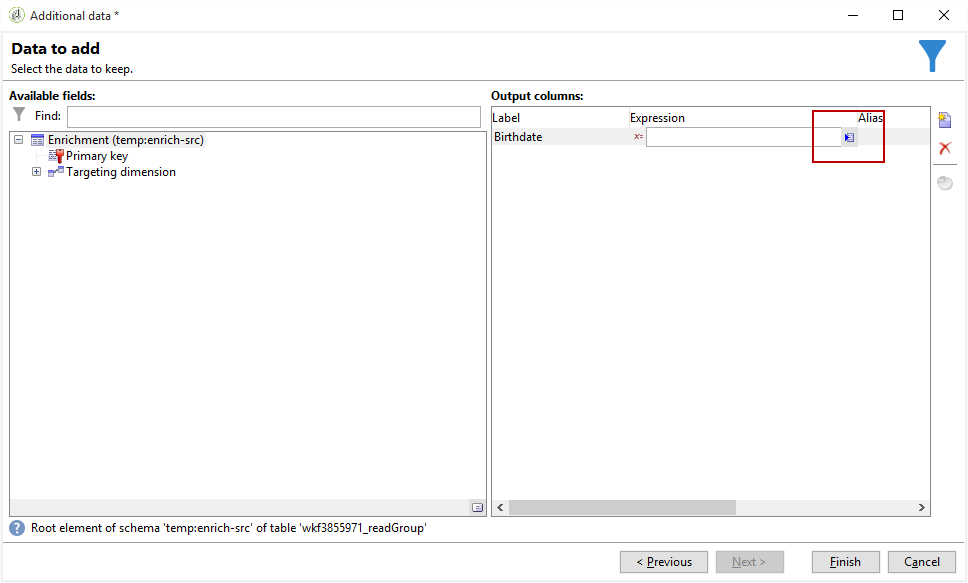 Additional data *
Data to add
Select the data to keep.
Available fields:
Find:
Enrichment (temp:enrich-src)
Primary key
Targeting dimension
Output columns:
Label Expression Alias
Birthdate x=
Root element of schema 'temp:enrich-src' of table 'wkf3855971_readGroup'
< Previous Next > Finish Cancel